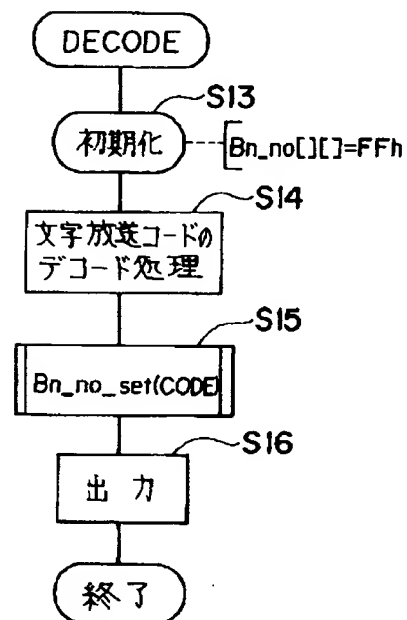 DECODE
S13
初期化
Bn_no[][]=FFh
S14
文字放送コードの
デコード処理
S15
Bn_no_set(CODE)
S16
出力
終了